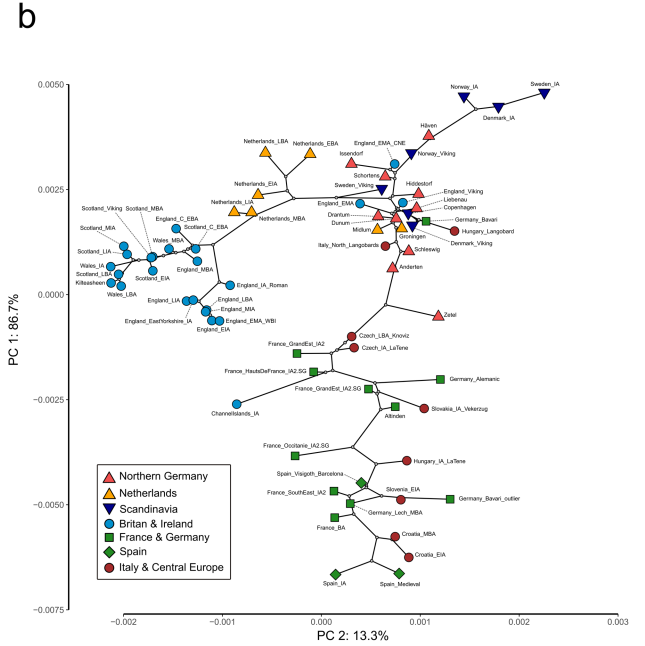 b
Norway_IA
Sweden_IA
0.0050
Denmark_IA
Häven
Netherlands_LBA
Netherlands_EBA
England_EMA_CNE
Issendorf
Norway_Viking
Schortens
Netherlands_EIA
Sweden_Viking
Hiddestorf
0.0025
England_Viking
Netherlands_LIA
England_EMA
Liebenau
Scotland_Viking
Scotland_MBA
Copenhagen
Drantum
England_C_EBA
Netherlands_MBA
Dunum
Germany_Bavari
Scotland_MIA
Scotland_C_EBA
Midlum
Hungary_Langobard
Groningen
Wales_MBA
Denmark_Viking
Italy_North_Langobards
Scotland_LIA
Schleswig
Wales_IA
England_MBA
Anderten
Scotland_LBA
Scotland_EIA
Killeasheen
England_IA_Roman
Wales_LBA
0.0000
England_LIA
England_LBA
England_MIA
Zetel
England_EastYorkshire_IA
England_EMA_WBI
England_EIA
Czech_LBA_Knoviz
France_GrandEst_IA2
Czech_IA_LaTene
France_HautsDeFrance_IA2.SG
Germany_Alemanic
France_GrandEst_IA2.SG
−0.0025
ChannelIslands_IA
Slovakia_IA_Vekerzug
Altinden
France_Occitanie_IA2.SG
Hungary_IA_LaTene
Spain_Visigoth_Barcelona
Slovenia_EIA
France_SouthEast_IA2
Germany_Bavari_outlier
−0.0050
Germany_Lech_MBA
France_BA
Croatia_MBA
Croatia_EIA
Spain_IA
Spain_Medieval
−0.0075
Northern Germany
Netherlands
Scandinavia
Britan & Ireland
France & Germany
Spain
Italy & Central Europe
PC 1: 86.7%
−0.002
−0.001
0.000
0.001
0.002
0.003
PC 2: 13.3%